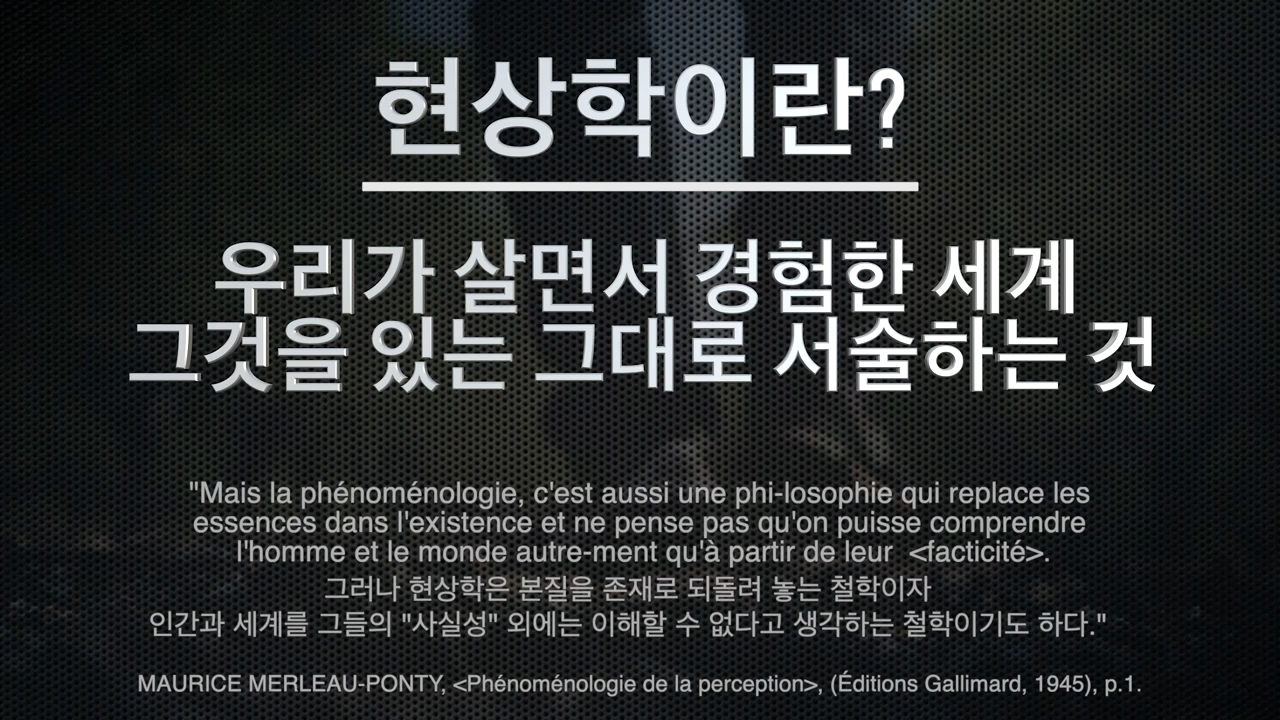 현상학이란?
우리가 살면서 경험한 세계
그것을 있는 그대로 서술하는 것
"Mais la phénoménologie, c'est aussi une phi-losophie qui replace les
essences dans l'existence et ne pense pas qu'on puisse comprendre
l'homme et le monde autre-ment qu'à partir de leur <facticité>.
그러나 현상학은 본질을 존재로 되돌려 놓는 철학이자
인간과 세계를 그들의 "사실성" 외에는 이해할 수 없다고 생각하는 철학이기도 하다."
MAURICE MERLEAU-PONTY, <Phénoménologie de la perception>, (Éditions Gallimard, 1945), p.1.